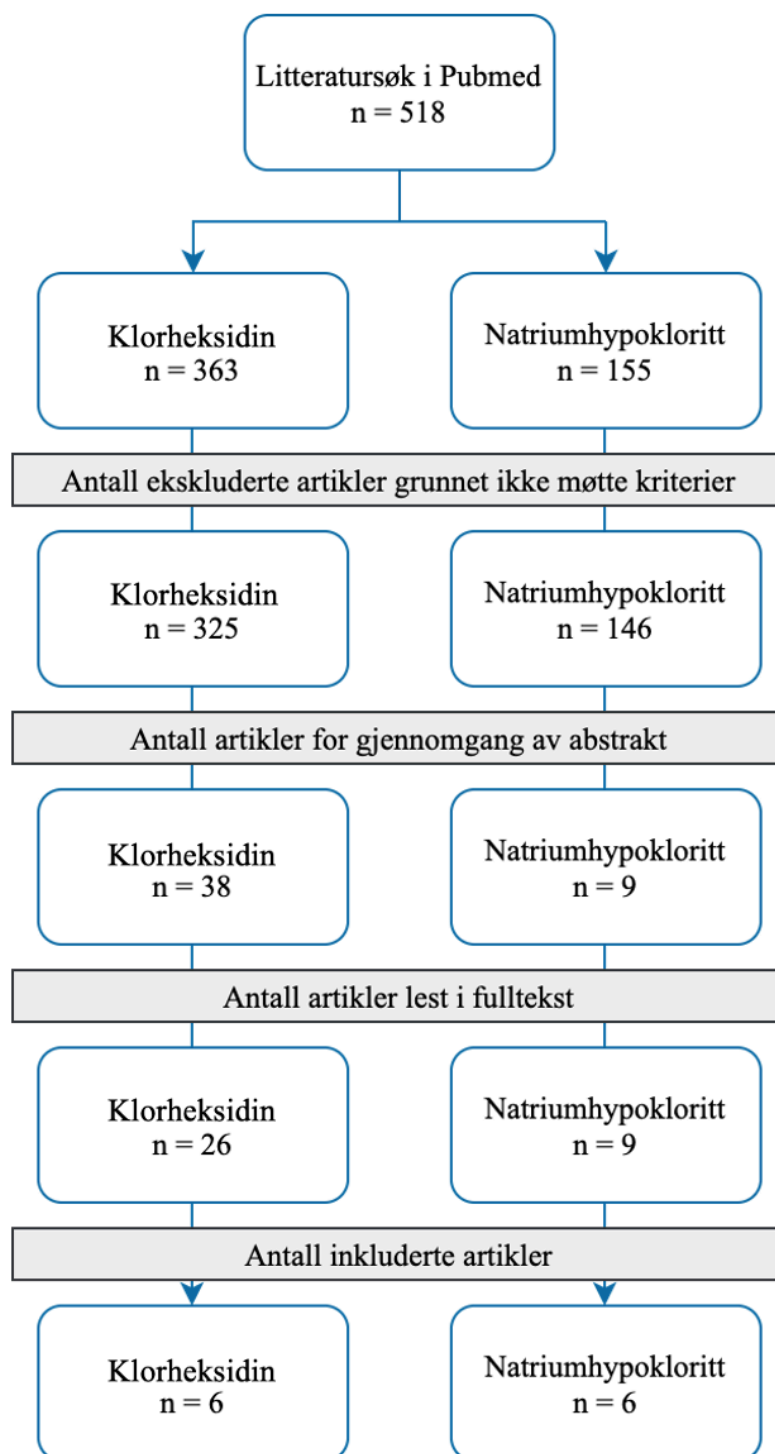 Litteratursøk i Pubmed
n = 518
Klorheksidin
n = 363
Natriumhypokloritt
n = 155
Antall ekskluderte artikler grunnet ikke møtte kriterier
Klorheksidin
n = 325
Natriumhypokloritt
n = 146
Antall artikler for gjennomgang av abstrakt
Klorheksidin
n = 38
Natriumhypokloritt
n = 9
Antall artikler lest i fulltekst
Klorheksidin
n = 26
Natriumhypokloritt
n = 9
Antall inkluderte artikler
Klorheksidin
n = 6
Natriumhypokloritt
n = 6